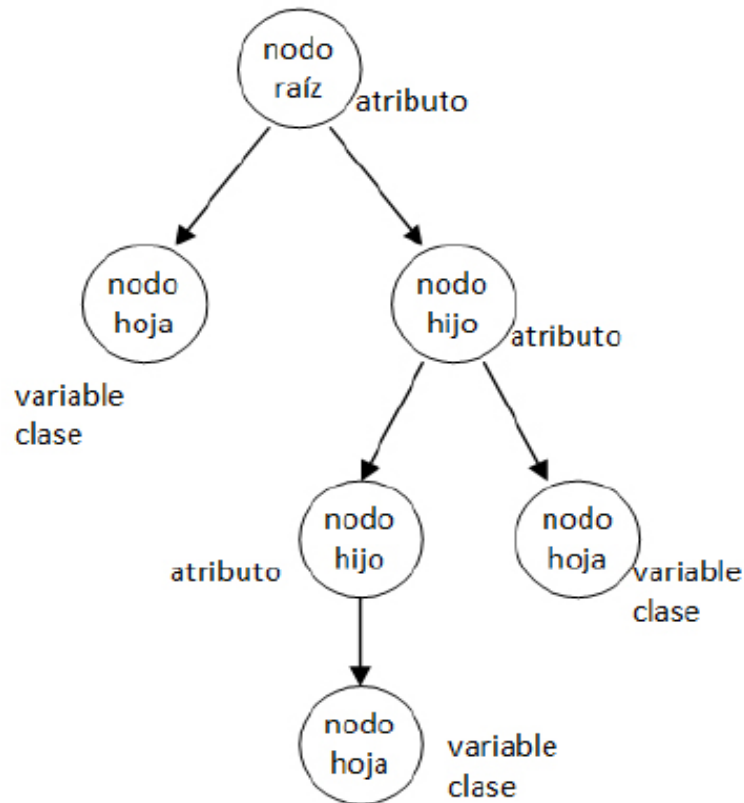 nodo
raíz
atributo
nodo
hoja
variable
clase
nodo
hijo
atributo
nodo
hijo
atributo
nodo
hoja
variable
clase
nodo
hoja
variable
clase